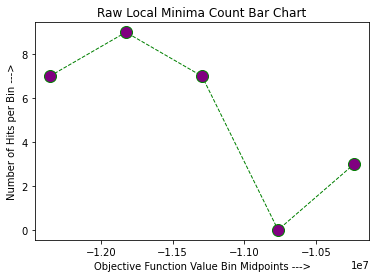 Raw Local Minima Count Bar Chart
Number of Hits per Bin --->
8
6
4
2
0
−1.20 −1.15 −1.10 −1.05
1e7
Objective Function Value Bin Midpoints --->